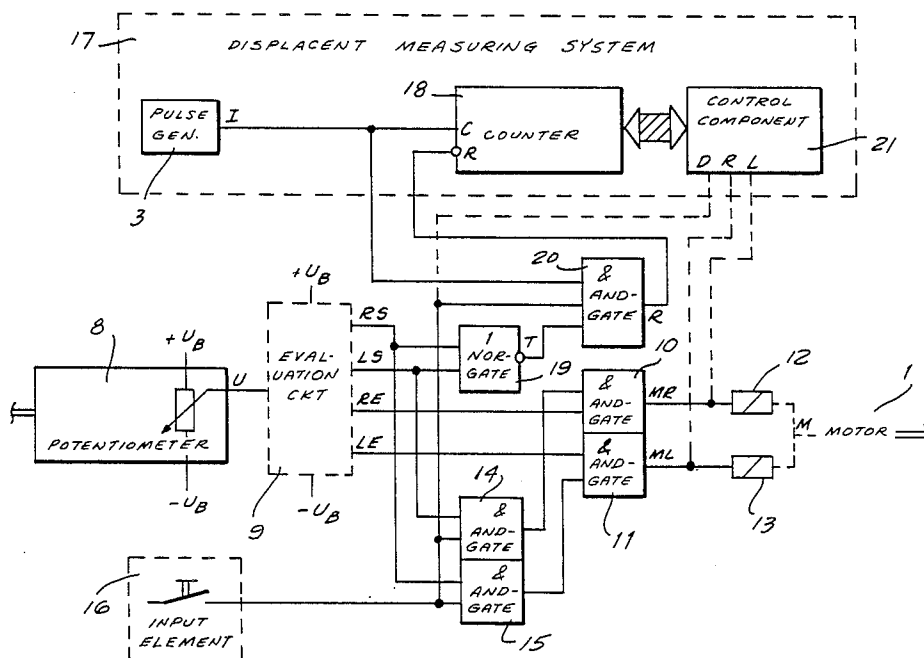 17
DISPLACENT MEASURING SYSTEM
PULSE
GEN.
I
3
18
C
R
COUNTER
CONTROL
COMPONENT
21
D R L
20
&
AND-
GATE
R
8
+UB
U
POTENTIOMETER
-UB
+UB
EVAL-
UATION
CKT
9
-UB
RS
LS
RE
LE
1
NOR-
GATE
T
19
10
&
AND-
GATE
MR
&
AND-
GATE
ML
11
12
13
M
MOTOR
1
14
&
AND-
GATE
&
AND-
GATE
15
16
INPUT
ELEMENT